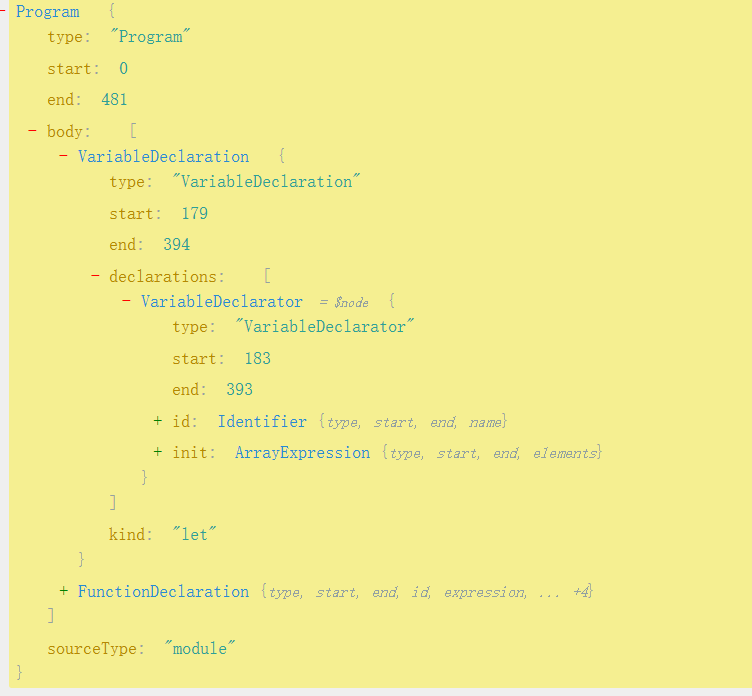 - Program {
type: "Program"
start: 0
end: 481
- body: [
- VariableDeclaration {
type: "VariableDeclaration"
start: 179
end: 394
- declarations: [
- VariableDeclarator = $node {
type: "VariableDeclarator"
start: 183
end: 393
+ id: Identifier {type, start, end, name}
+ init: ArrayExpression {type, start, end, elements}
}
]
kind: "let"
}
+ FunctionDeclaration {type, start, end, id, expression, ... +4}
]
sourceType: "module"
}